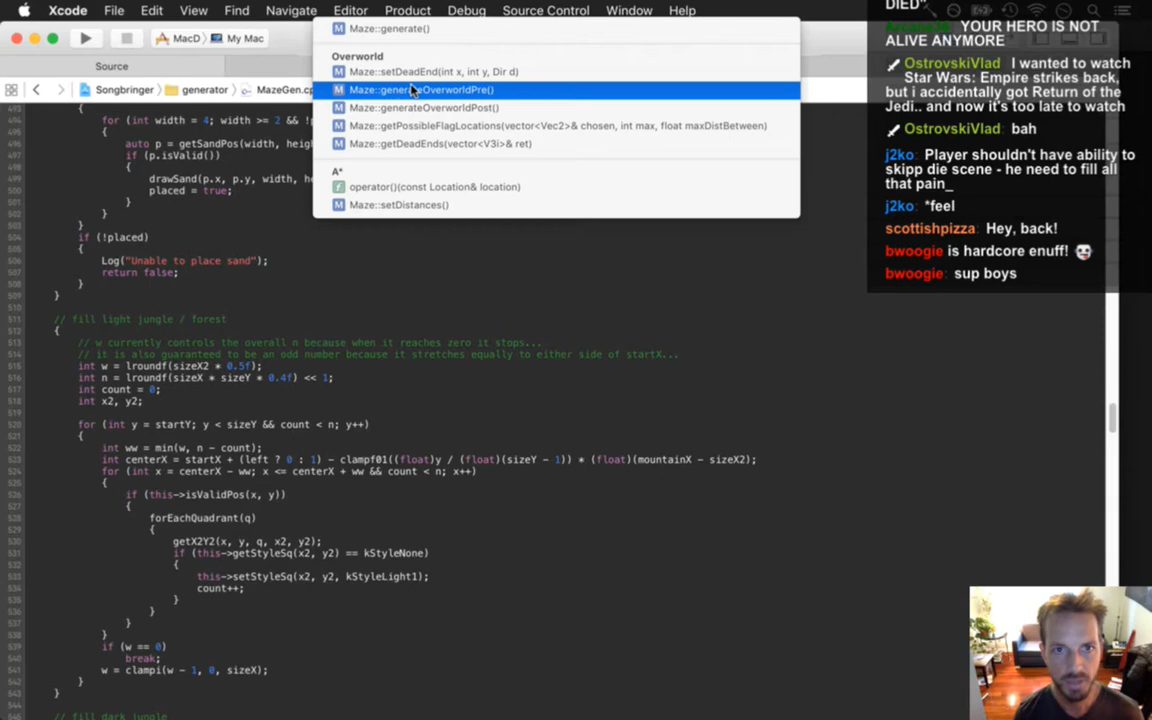 Xcode File Edit View Find Navigate Editor Product Debug Source Control Window Help
MacD My Mac
Source
Songbringer generator MazeGen.cp
Maze::generate()
Overworld
Maze::setDeadEnd(int x, int y, Dir d)
Maze::generateOverworldPre()
Maze::generateOverworldPost()
Maze::getPossibleFlagLocations(vector<Vec2>& chosen, int max, float maxDistBetween)
Maze::getDeadEnds(vector<V3i>& ret)
A*
operator()(const Location& location)
Maze::setDistances()
for (int width = 4; width >= 2 && !p
{
auto p = getSandPos(width, heigh
if (p.isValid())
{
drawSand(p.x, p.y, width, h
placed = true;
}
}
}
if (!placed)
{
Log("Unable to place sand");
return false;
}
}
// fill light jungle / forest
{
// w currently controls the overall n because when it reaches zero it stops...
// it is also guaranteed to be an odd number because it stretches equally to either side of startX...
int w = lroundf(sizeX2 * 0.5f);
int n = lroundf(sizeX * sizeY * 0.4f) << 1;
int count = 0;
int x2, y2;
for (int y = startY; y < sizeY && count < n; y++)
{
int ww = min(w, n - count);
int centerX = startX + (left ? 0 : 1) - clampf01((float)y / (float)(sizeY - 1)) * (float)(mountainX - sizeX2);
for (int x = centerX - ww; x <= centerX + ww && count < n; x++)
{
if (this->isValidPos(x, y))
{
forEachQuadrant(q)
{
getX2Y2(x, y, q, x2, y2);
if (this->getStyleSq(x2, y2) == kStyleNone)
{
this->setStyleSq(x2, y2, kStyleLight1);
count++;
}
}
}
}
if (w == 0)
break;
w = clampi(w - 1, 0, sizeX);
}
}
// fill dark jungle
DIED"
YOUR HERO IS NOT
ALIVE ANYMORE
OstrovskiVlad I wanted to watch
Star Wars: Empire strikes back,
but i accidentally got Return of the
Jedi.. and now it's too late to watch
OstrovskiVlad: bah
j2ko: Player shouldn't have ability to
skipp die scene - he need to fill all
that pain_
j2ko: *feel
scottishpizza: Hey, back!
bwoogie: is hardcore enuff!
bwoogie: sup boys